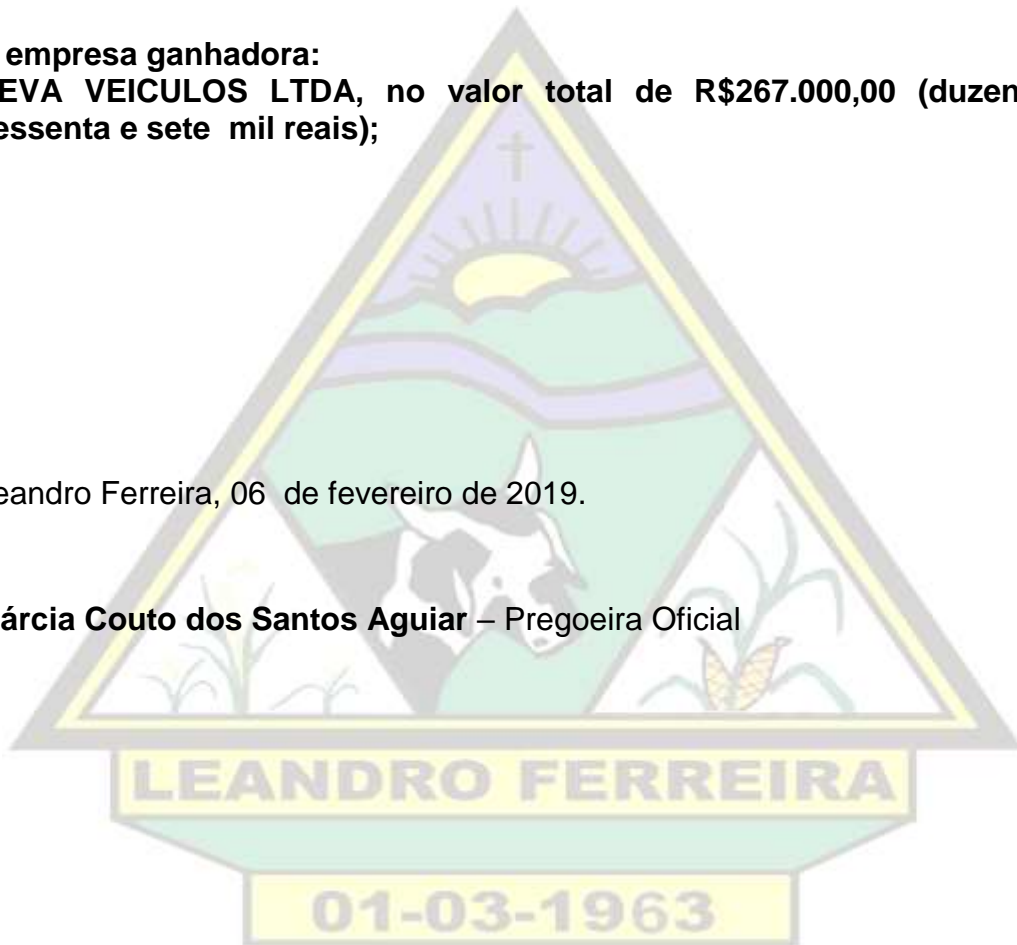 empresa ganhadora:
EVA VEICULOS LTDA, no valor total de R$267.000,00 (duzen
essenta e sete mil reais);
eandro Ferreira, 06 de fevereiro de 2019.
árcia Couto dos Santos Aguiar – Pregoeira Oficial
LEANDRO FERREIRA
01-03-1963